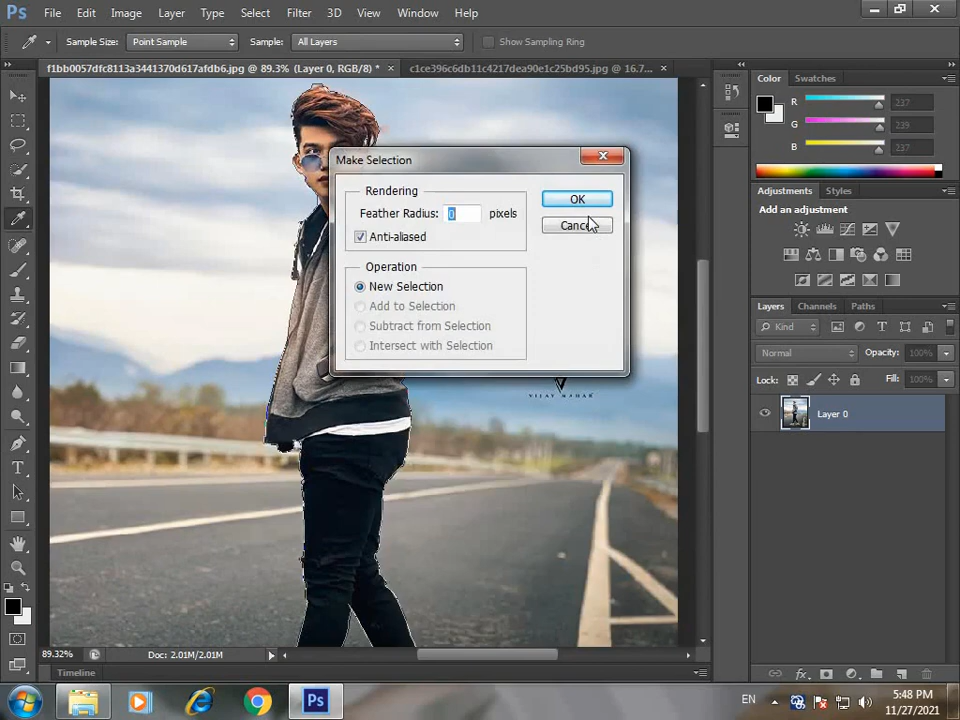 Ps File Edit Image Layer Type Select Filter 3D View Window Help
Sample Size: Point Sample Sample: All Layers Show Sampling Ring
f1bb0057dfc8113a3441370d617afdb6.jpg @ 89.3% (Layer 0, RGB/8) * × c1ce396c6db11c4217dea90e1c25bd95.jpg @ 16.7... ×
Color Swatches
R 237
G 239
B 237
Adjustments Styles
Add an adjustment
Layers Channels Paths
Kind
Normal Opacity: 100%
Lock: Fill: 100%
Layer 0
Make Selection
Rendering
Feather Radius: 0 pixels
Anti-aliased
OK
Cancel
Operation
New Selection
Add to Selection
Subtract from Selection
Intersect with Selection
VIJAY MAHAR
89.32% Doc: 2.01M/2.01M
Timeline
Ps
EN 5:48 PM
11/27/2021